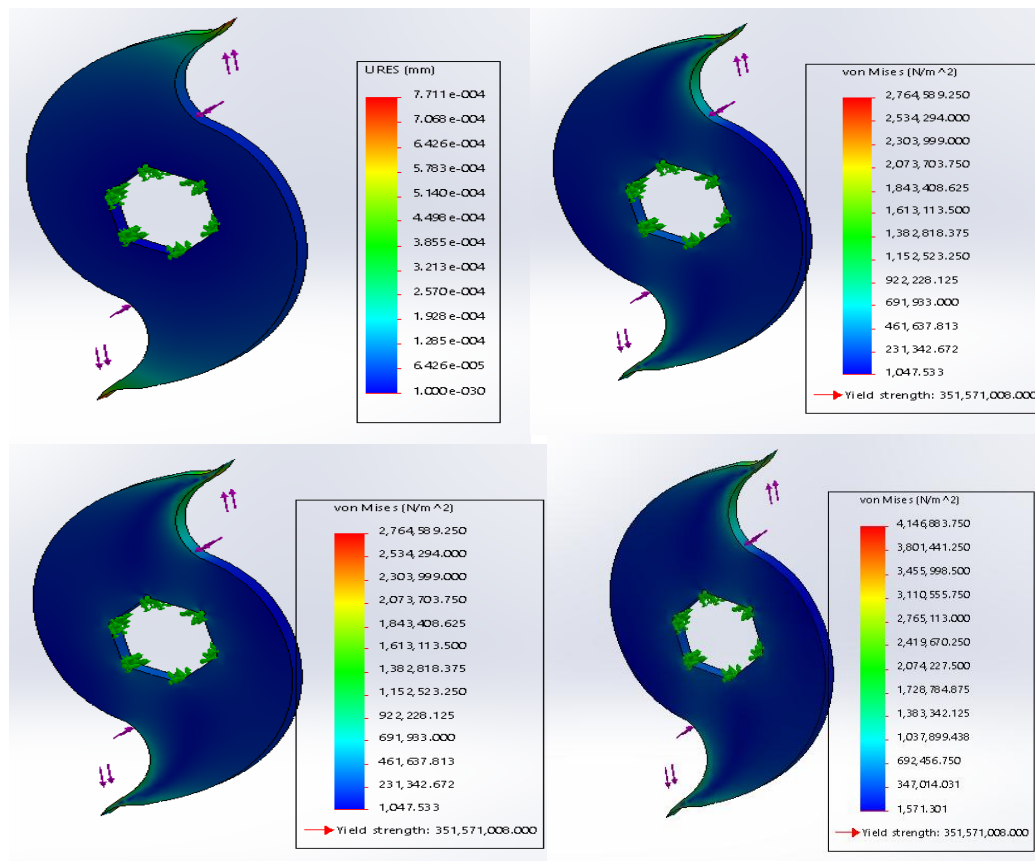 URES (mm)
7.711e-004
7.068e-004
6.426e-004
5.783e-004
5.140e-004
4.498e-004
3.855e-004
3.213e-004
2.570e-004
1.928e-004
1.285e-004
6.426e-005
1.000e-030
von Mises (N/m^2)
2,764,589.250
2,534,294.000
2,303,999.000
2,073,703.750
1,843,408.625
1,613,113.500
1,382,818.375
1,152,523.250
922,228.125
691,933.000
461,637.813
231,342.672
1,047.533
Yield strength: 351,571,008.000
von Mises (N/m^2)
2,764,589.250
2,534,294.000
2,303,999.000
2,073,703.750
1,843,408.625
1,613,113.500
1,382,818.375
1,152,523.250
922,228.125
691,933.000
461,637.813
231,342.672
1,047.533
Yield strength: 351,571,008.000
von Mises (N/m^2)
4,146,883.750
3,801,441.250
3,455,998.500
3,110,555.750
2,765,113.000
2,419,670.250
2,074,227.500
1,728,784.875
1,383,342.125
1,037,899.438
692,456.750
347,014.031
1,571.301
Yield strength: 351,571,008.000